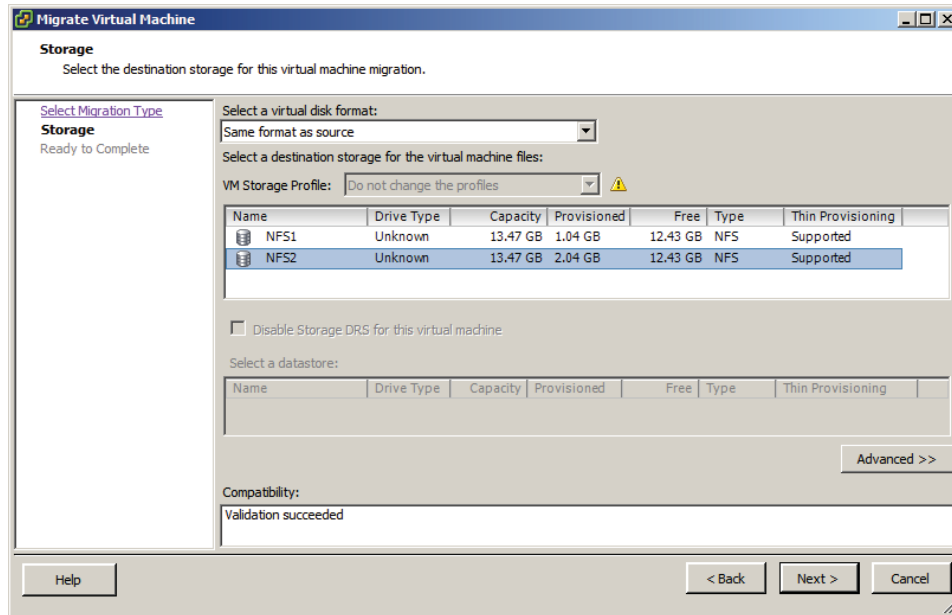 Migrate Virtual Machine
Storage
Select the destination storage for this virtual machine migration.
Select Migration Type
Storage
Ready to Complete
Select a virtual disk format:
Same format as source
Select a destination storage for the virtual machine files:
VM Storage Profile: Do not change the profiles
Name Drive Type Capacity Provisioned Free Type Thin Provisioning
NFS1 Unknown 13.47 GB 1.04 GB 12.43 GB NFS Supported
NFS2 Unknown 13.47 GB 2.04 GB 12.43 GB NFS Supported
Disable Storage DRS for this virtual machine
Select a datastore:
Name Drive Type Capacity Provisioned Free Type Thin Provisioning
Advanced >>
Compatibility:
Validation succeeded
Help < Back Next > Cancel